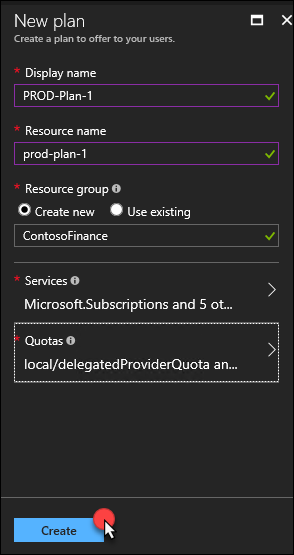 New plan
Create a plan to offer to your users.
* Display name
PROD-Plan-1
* Resource name
prod-plan-1
* Resource group
Create new Use existing
ContosoFinance
* Services
Microsoft.Subscriptions and 5 ot...
* Quotas
local/delegatedProviderQuota an...
Create